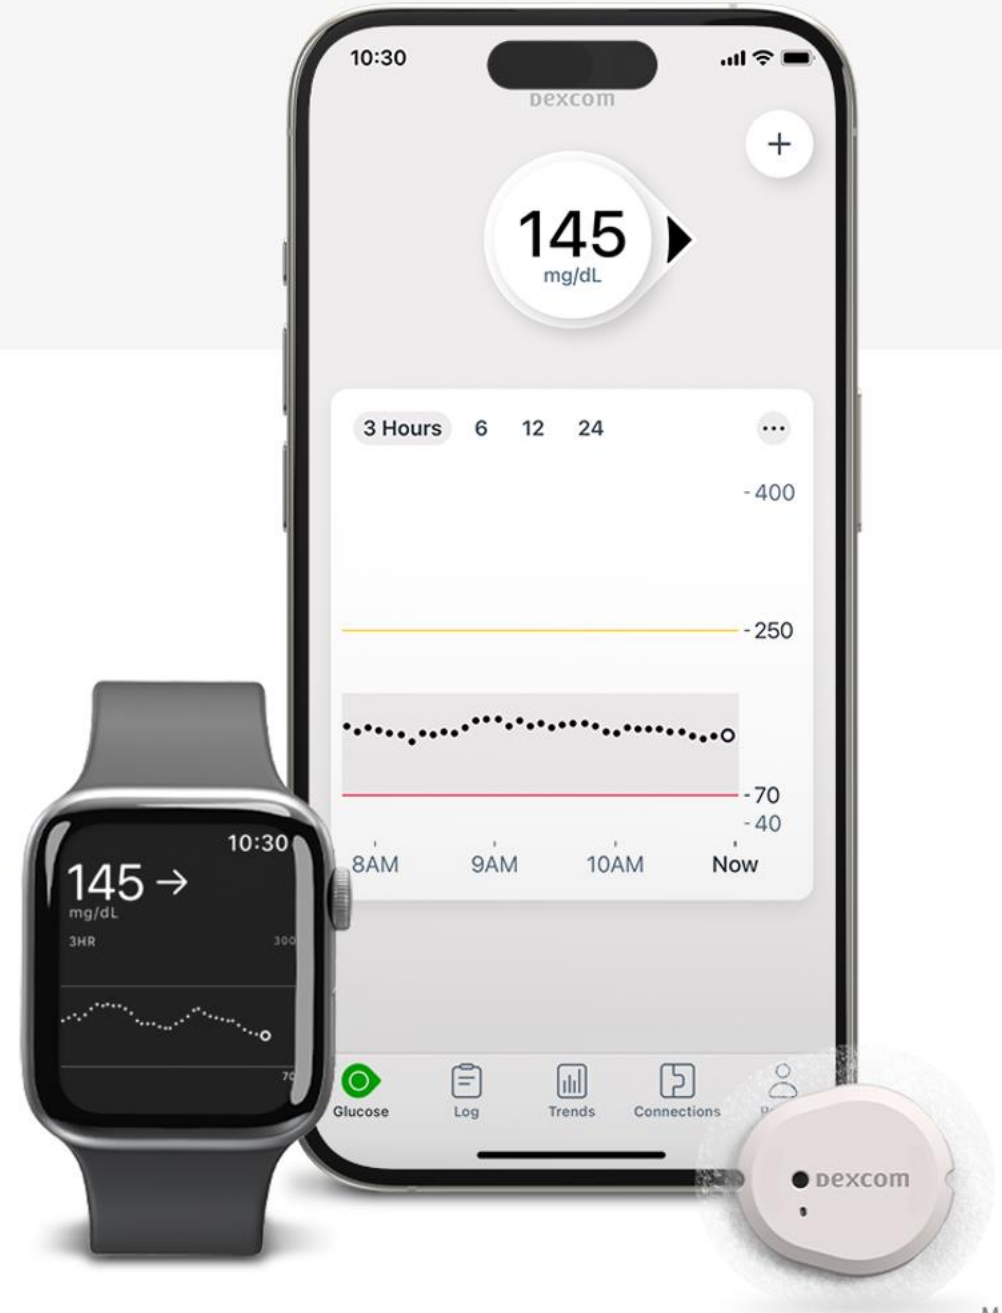 10:30
Dexcom
+
145
mg/dL
3 Hours 6 12 24
-400
-250
-70
-40
8AM 9AM 10AM Now
Glucose Log Trends Connections
10:30
145 →
mg/dL
3HR 300
70
Dexcom